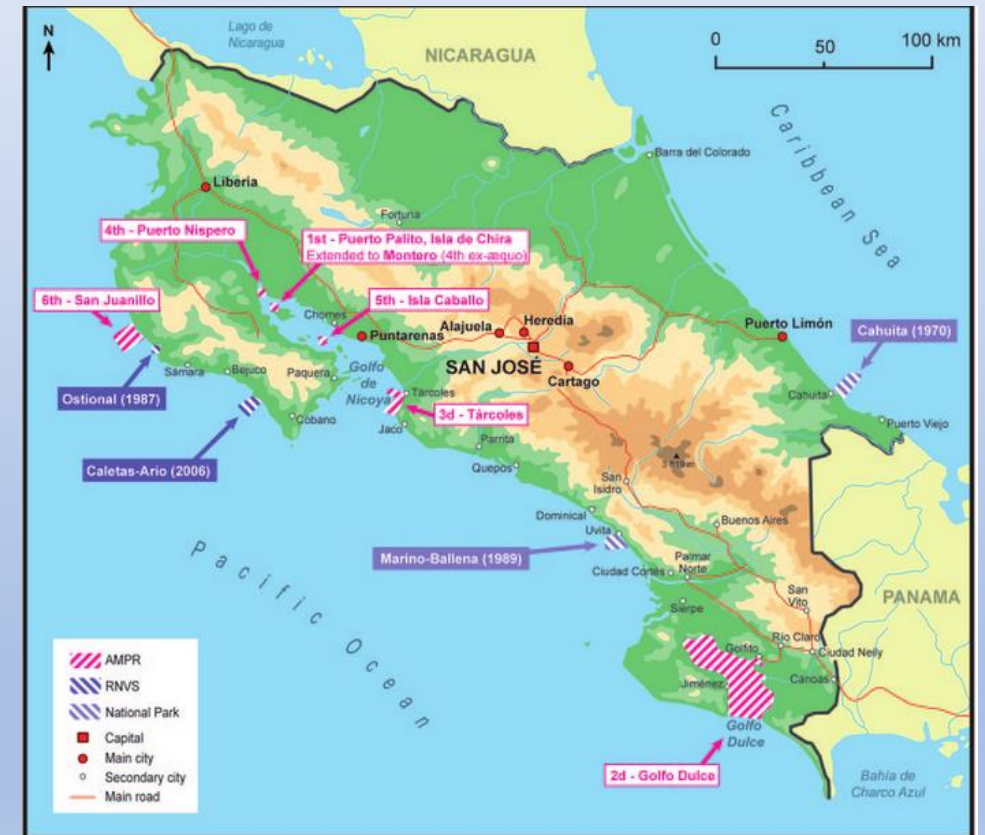 N
Lago de
Nicaragua
NICARAGUA
0 50 100 km
Caribbean Sea
Barra del Colorado
Liberia
Fortuna
4th - Puerto Nispero
1st - Puerto Palito, Isla de Chira
Extended to Montero (4th ex-æquo)
6th - San Juanillo
5th - Isla Caballo
Chomes
Puntarenas
Alajuela
Heredia
SAN JOSÉ
Cartago
Puerto Limón
Cahuita (1970)
Cahuita
Puerto Viejo
Ostional (1987)
Sámara
Bejuco
Paquera
Golfo
de
Nicoya
Tárcoles
3d - Tárcoles
Jaco
Cóbano
Caletas-Ario (2006)
Parrita
Quepos
3 819 m
San
Isidro
Dominical
Uvita
Buenos Aires
Marino-Ballena (1989)
Ciudad Cortés
Palmar
Norte
San
Vito
PANAMA
Sierpe
Río Claro
Golfito
Ciudad Neily
Jiménez
Canoas
Golfo
Dulce
2d - Golfo Dulce
Bahía de
Charco Azul
Pacific Ocean
AMPR
RNVS
National Park
Capital
Main city
Secondary city
Main road